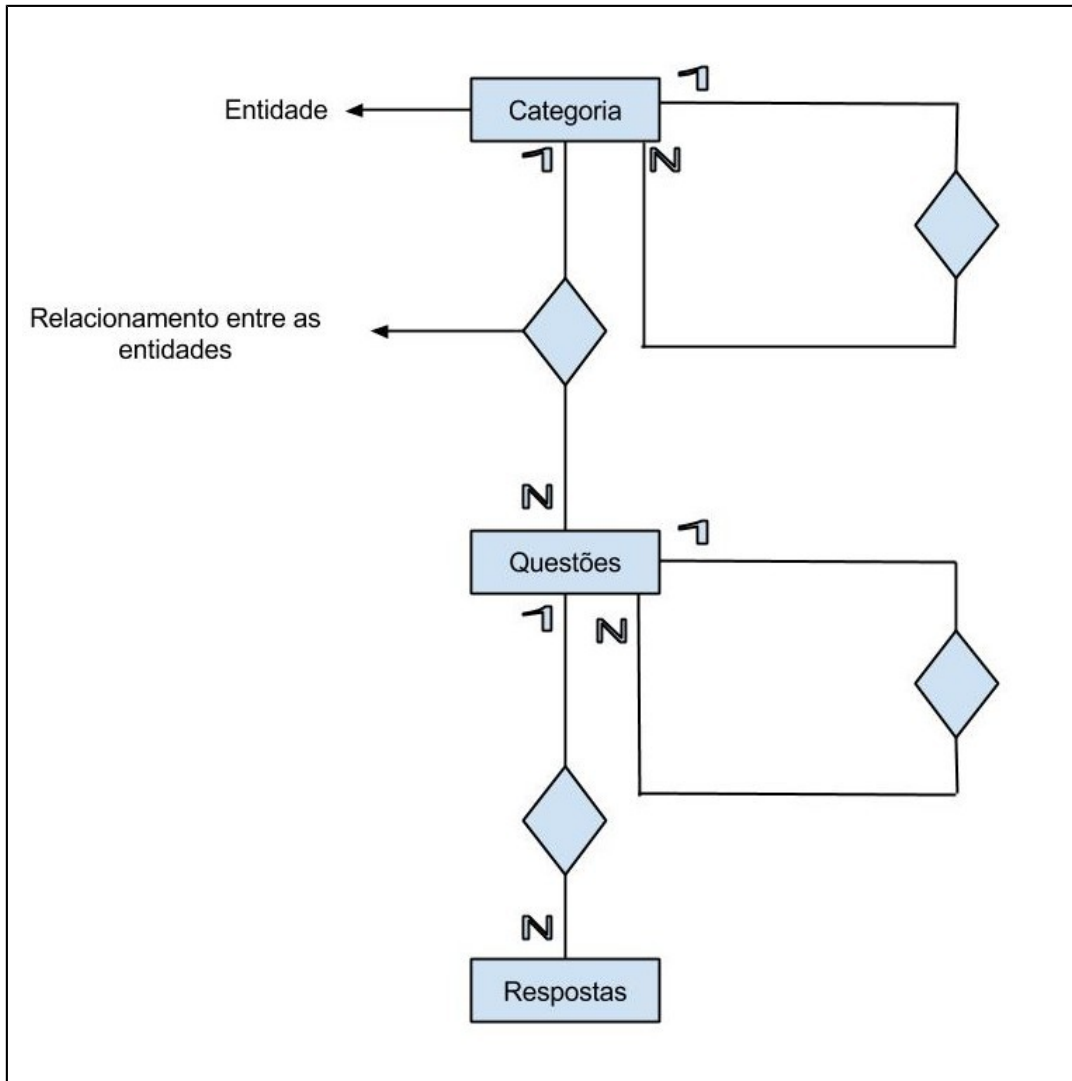 Entidade
Categoria
1
1
N
Relacionamento entre as
entidades
N
1
Questões
1
N
N
Respostas